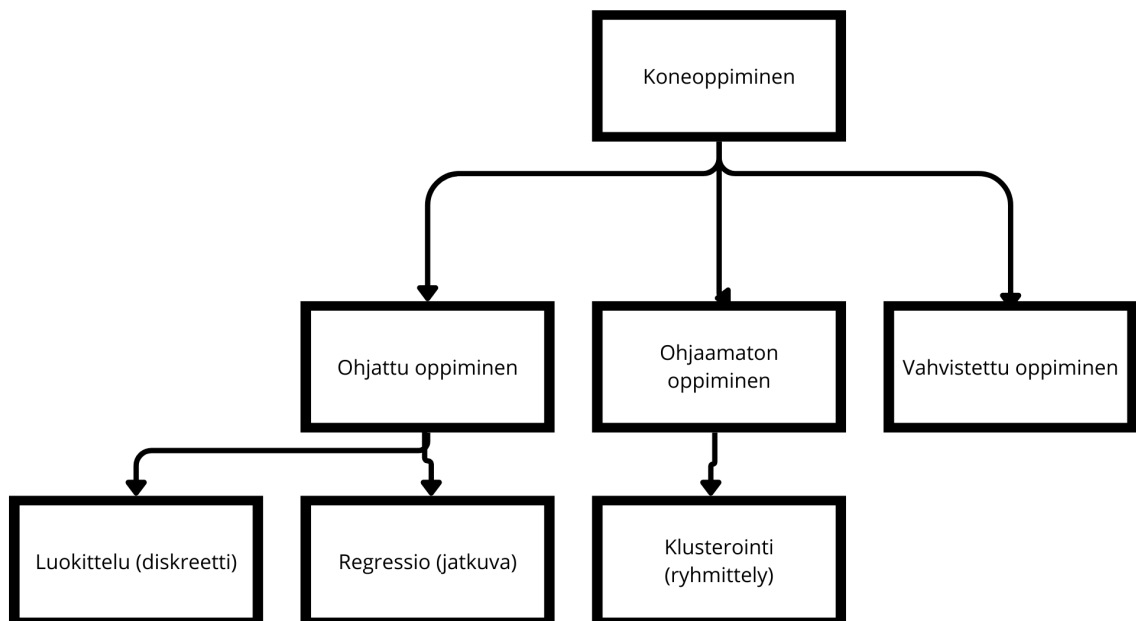 Koneoppiminen
Ohjattu oppiminen
Ohjaamaton
oppiminen
Vahvistettu oppiminen
Luokittelu (diskreetti)
Regressio (jatkuva)
Klusterointi
(ryhmittely)